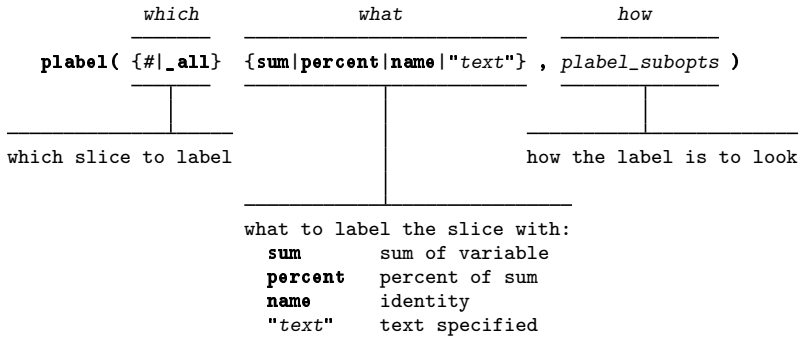 which what how
plabel( {#|_all} {sum|percent|name|"text"} , plabel_subopts )
which slice to label how the label is to look
what to label the slice with:
sum sum of variable
percent percent of sum
name identity
"text" text specified